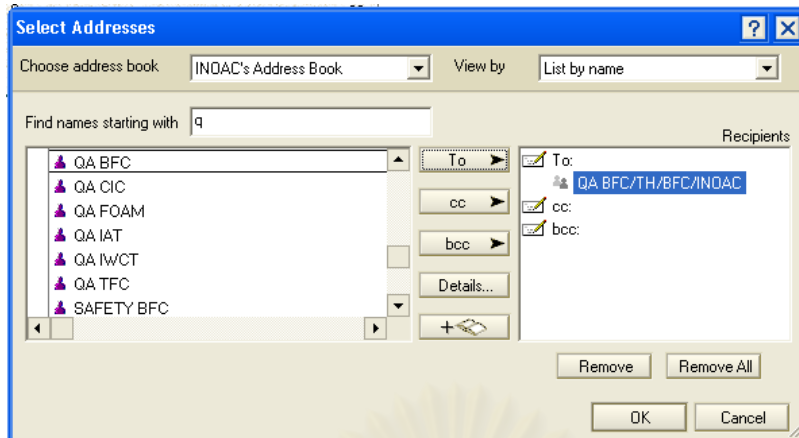 Select Addresses
Choose address book INOAC's Address Book View by List by name
Find names starting with q
Recipients
QA BFC
QA CIC
QA FOAM
QA IAT
QA IWCT
QA TFC
SAFETY BFC
To
cc
bcc
Details...
+
To:
QA BFC/TH/BFC/INOAC
cc:
bcc:
Remove Remove All
OK Cancel